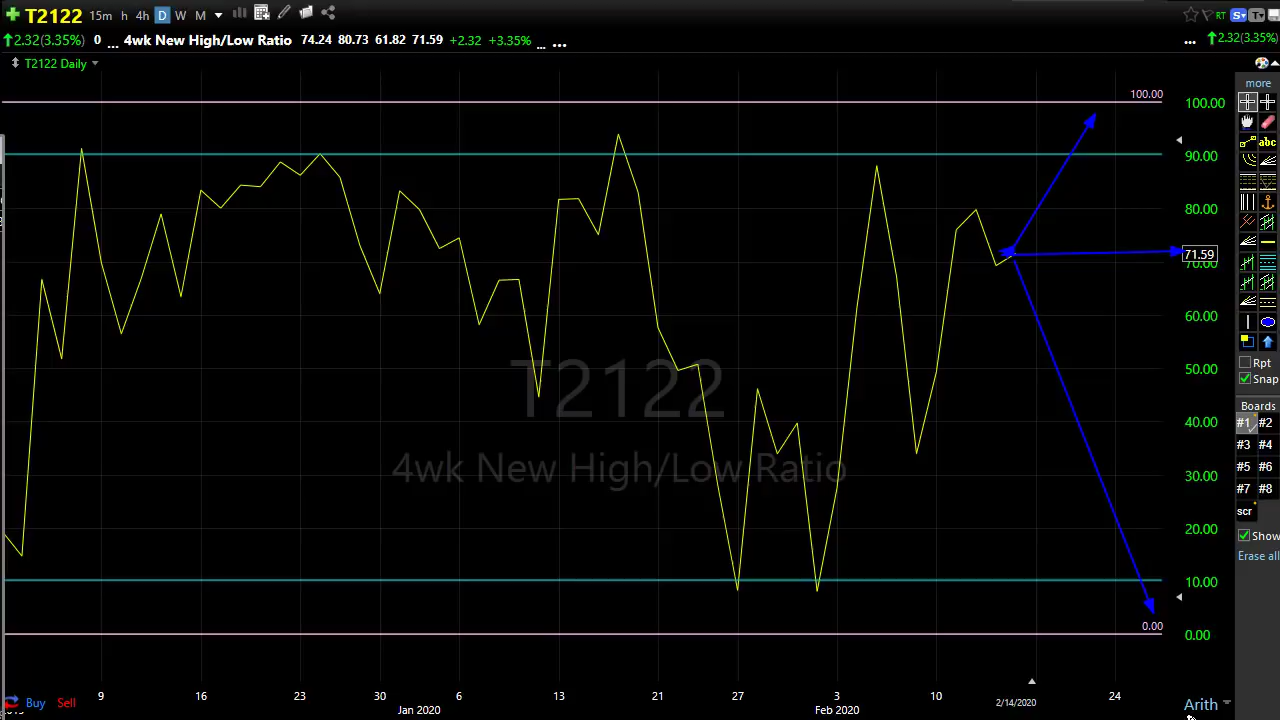 T2122 15m h 4h D W M RT S T
2.32(3.35%) 0 ... 4wk New High/Low Ratio 74.24 80.73 61.82 71.59 +2.32 +3.35% ... ... ... 2.32(3.35%)
T2122 Daily
more
100.00 100.00
abc
90.00
80.00
71.59
70.00
60.00
Rpt
T2122
50.00
Snap
Boards
40.00
#1 #2
#3 #4
4wk New High/Low Ratio
30.00
#5 #6
#7 #8
scr
20.00
Show
Erase all
10.00
0.00
0.00
9 16 23 30 6 13 21 27 3 10 24
Buy Sell 2/14/2020 Arith
Jan 2020 Feb 2020